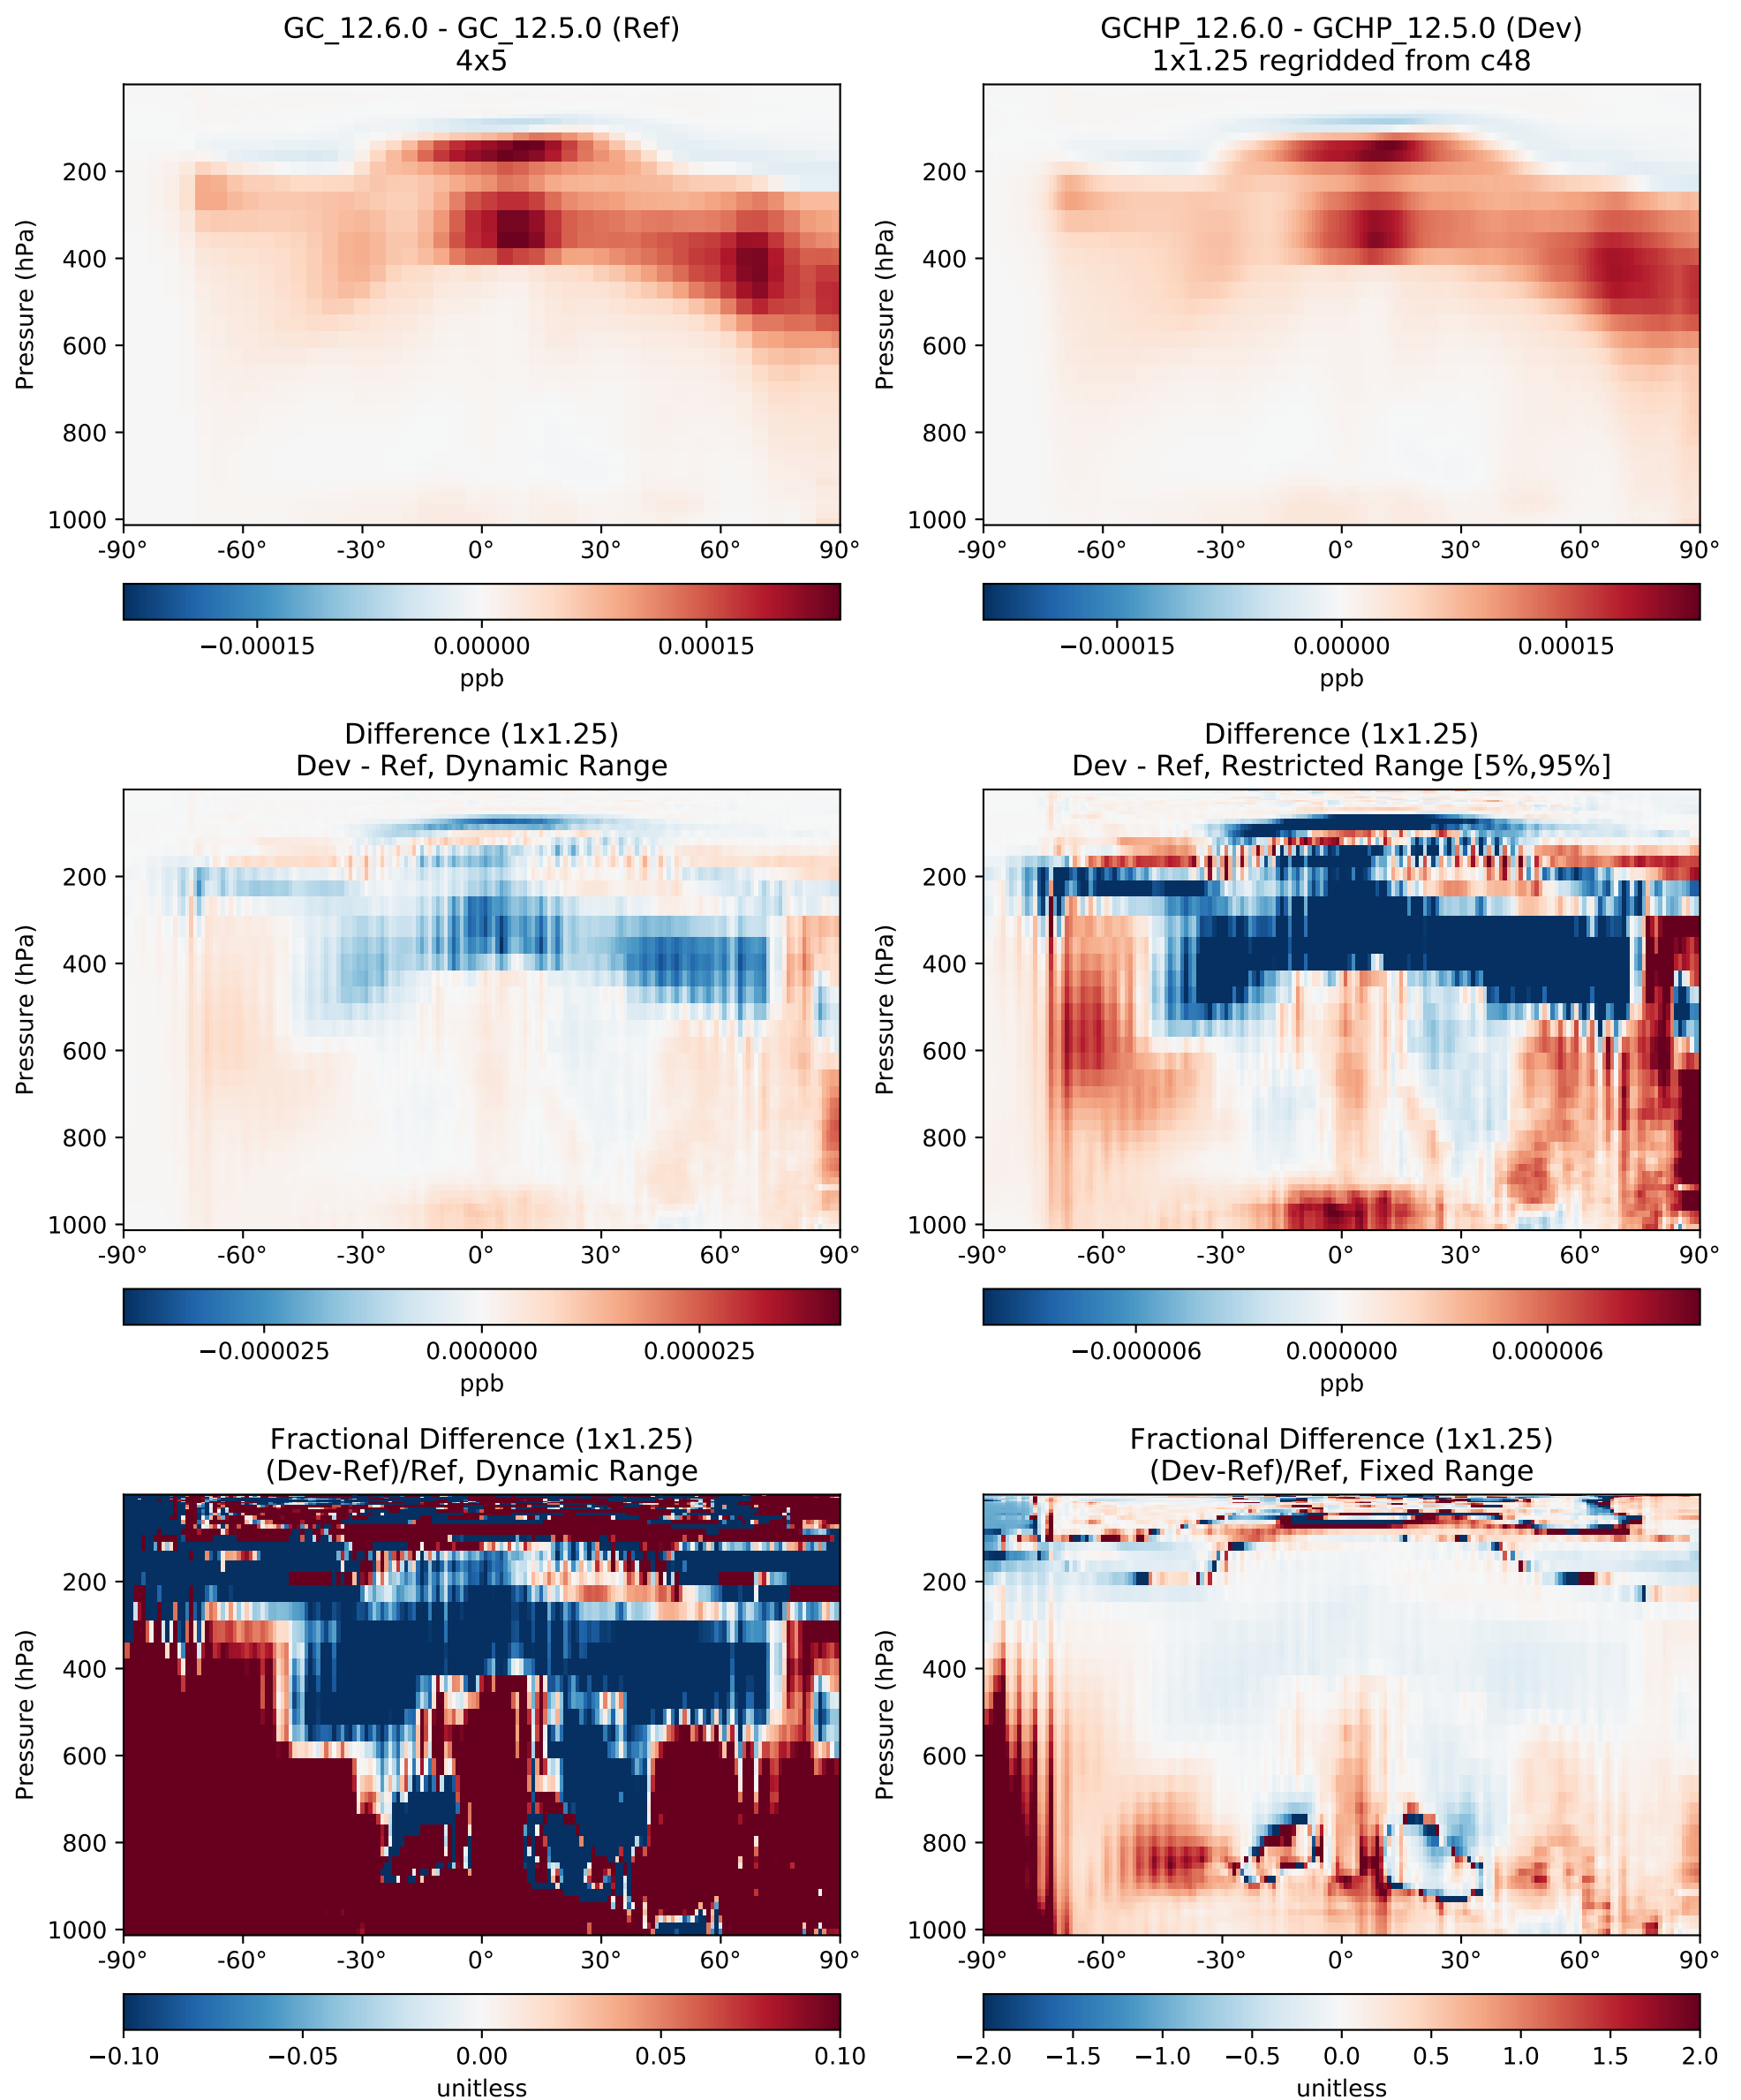 GC_12.6.0 - GC_12.5.0 (Ref)
4x5
Pressure (hPa)
200
400
600
800
1000
-90° -60° -30° 0° 30° 60° 90°
−0.00015 0.00000 0.00015
ppb
GCHP_12.6.0 - GCHP_12.5.0 (Dev)
1x1.25 regridded from c48
Pressure (hPa)
200
400
600
800
1000
-90° -60° -30° 0° 30° 60° 90°
−0.00015 0.00000 0.00015
ppb
Difference (1x1.25)
Dev - Ref, Dynamic Range
Pressure (hPa)
200
400
600
800
1000
-90° -60° -30° 0° 30° 60° 90°
−0.000025 0.000000 0.000025
ppb
Difference (1x1.25)
Dev - Ref, Restricted Range [5%,95%]
Pressure (hPa)
200
400
600
800
1000
-90° -60° -30° 0° 30° 60° 90°
−0.000006 0.000000 0.000006
ppb
Fractional Difference (1x1.25)
(Dev-Ref)/Ref, Dynamic Range
Pressure (hPa)
200
400
600
800
1000
-90° -60° -30° 0° 30° 60° 90°
−0.10 −0.05 0.00 0.05 0.10
unitless
Fractional Difference (1x1.25)
(Dev-Ref)/Ref, Fixed Range
Pressure (hPa)
200
400
600
800
1000
-90° -60° -30° 0° 30° 60° 90°
−2.0 −1.5 −1.0 −0.5 0.0 0.5 1.0 1.5 2.0
unitless